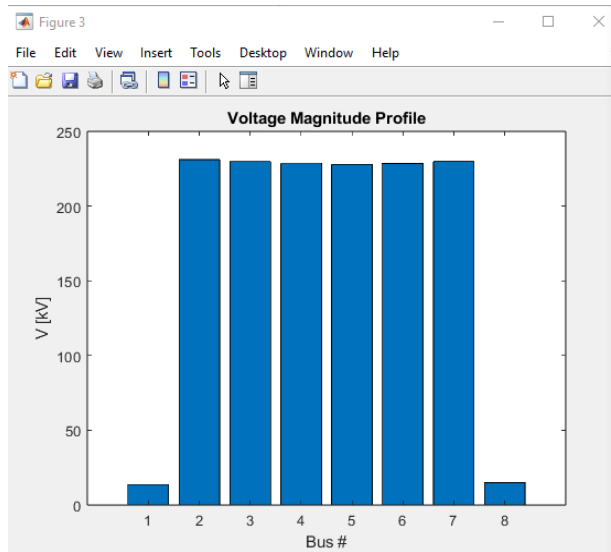 Figure 3
File Edit View Insert Tools Desktop Window Help
Voltage Magnitude Profile
250
200
150
100
50
0
V [kV]
1 2 3 4 5 6 7 8
Bus #